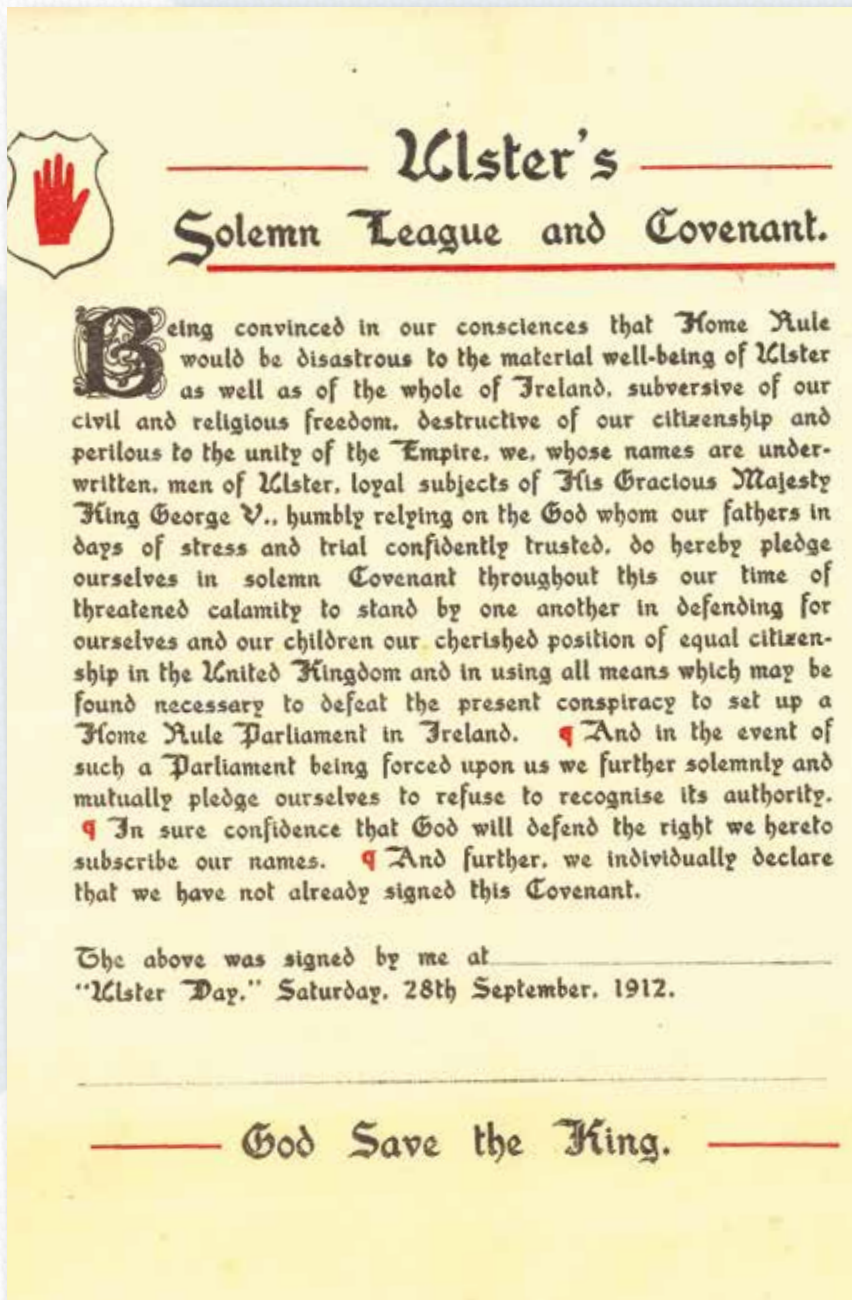 Ulster's
Solemn League and Covenant.
Being convinced in our consciences that Home Rule
would be disastrous to the material well-being of Ulster
as well as of the whole of Ireland, subversive of our
civil and religious freedom, destructive of our citizenship and
perilous to the unity of the Empire, we, whose names are under-
written, men of Ulster, loyal subjects of His Gracious Majesty
King George V., humbly relying on the God whom our fathers in
days of stress and trial confidently trusted, do hereby pledge
ourselves in solemn Covenant throughout this our time of
threatened calamity to stand by one another in defending for
ourselves and our children our cherished position of equal citizen-
ship in the United Kingdom and in using all means which may be
found necessary to defeat the present conspiracy to set up a
Home Rule Parliament in Ireland. ¶ And in the event of
such a Parliament being forced upon us we further solemnly and
mutually pledge ourselves to refuse to recognise its authority.
¶ In sure confidence that God will defend the right we hereto
subscribe our names. ¶ And further, we individually declare
that we have not already signed this Covenant.
The above was signed by me at
"Ulster Day." Saturday, 28th September, 1912.
God Save the King.